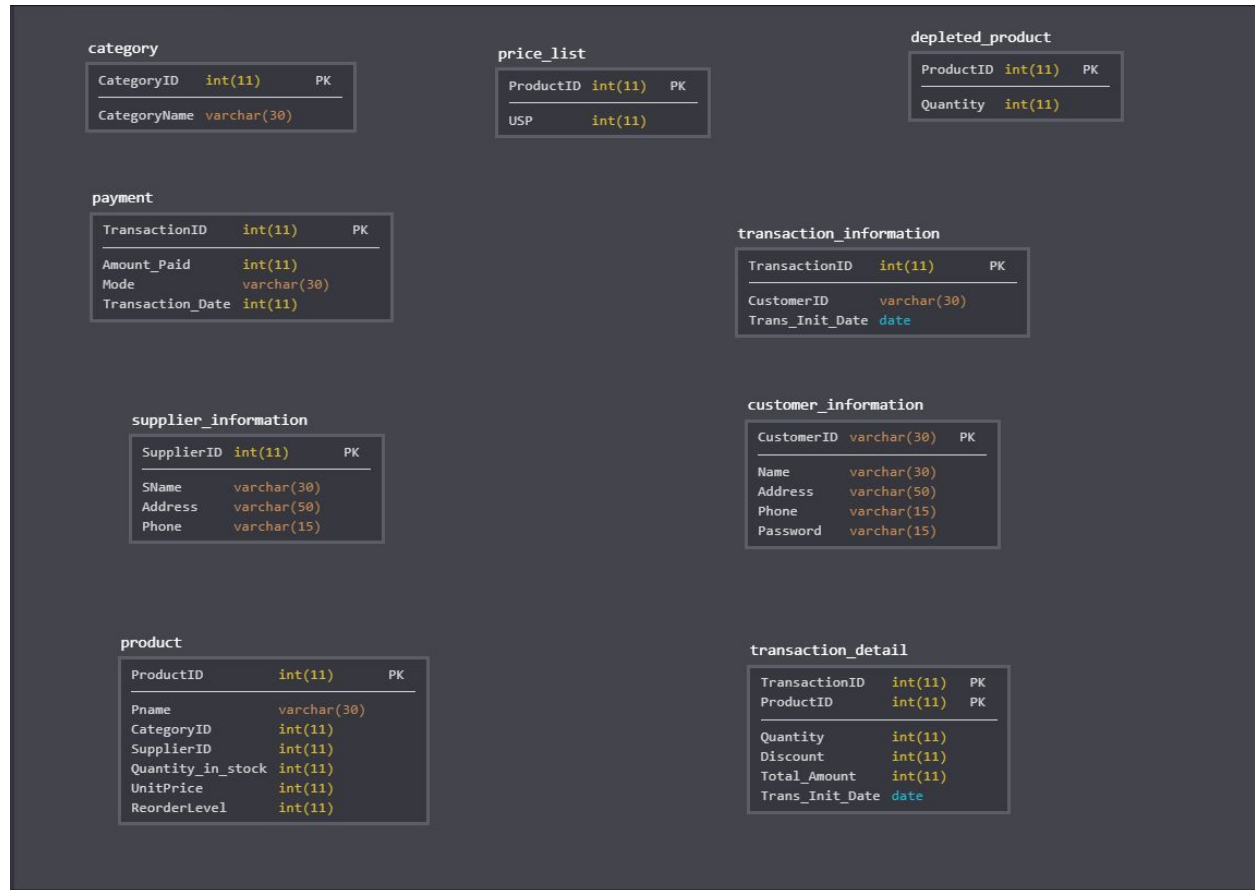 category
CategoryID int(11) PK
CategoryName varchar(30)
price_list
ProductID int(11) PK
USP int(11)
depleted_product
ProductID int(11) PK
Quantity int(11)
payment
TransactionID int(11) PK
Amount_Paid int(11)
Mode varchar(30)
Transaction_Date int(11)
transaction_information
TransactionID int(11) PK
CustomerID varchar(30)
Trans_Init_Date date
supplier_information
SupplierID int(11) PK
SName varchar(30)
Address varchar(50)
Phone varchar(15)
customer_information
CustomerID varchar(30) PK
Name varchar(30)
Address varchar(50)
Phone varchar(15)
Password varchar(15)
product
ProductID int(11) PK
Pname varchar(30)
CategoryID int(11)
SupplierID int(11)
Quantity_in_stock int(11)
UnitPrice int(11)
ReorderLevel int(11)
transaction_detail
TransactionID int(11) PK
ProductID int(11) PK
Quantity int(11)
Discount int(11)
Total_Amount int(11)
Trans_Init_Date date